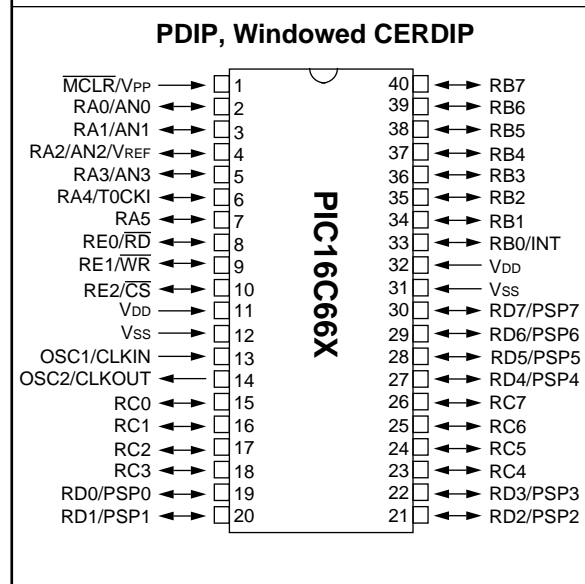 PDIP, Windowed CERDIP
MCLR/VPP 1 40 RB7
RA0/AN0 2 39 RB6
RA1/AN1 3 38 RB5
RA2/AN2/VREF 4 37 RB4
RA3/AN3 5 36 RB3
RA4/T0CKI 6 35 RB2
RA5 7 34 RB1
RE0/RD 8 33 RB0/INT
RE1/WR 9 32 VDD
RE2/CS 10 31 VSS
VDD 11 30 RD7/PSP7
VSS 12 29 RD6/PSP6
OSC1/CLKIN 13 28 RD5/PSP5
OSC2/CLKOUT 14 27 RD4/PSP4
RC0 15 26 RC7
RC1 16 25 RC6
RC2 17 24 RC5
RC3 18 23 RC4
RD0/PSP0 19 22 RD3/PSP3
RD1/PSP1 20 21 RD2/PSP2
PIC16C66X